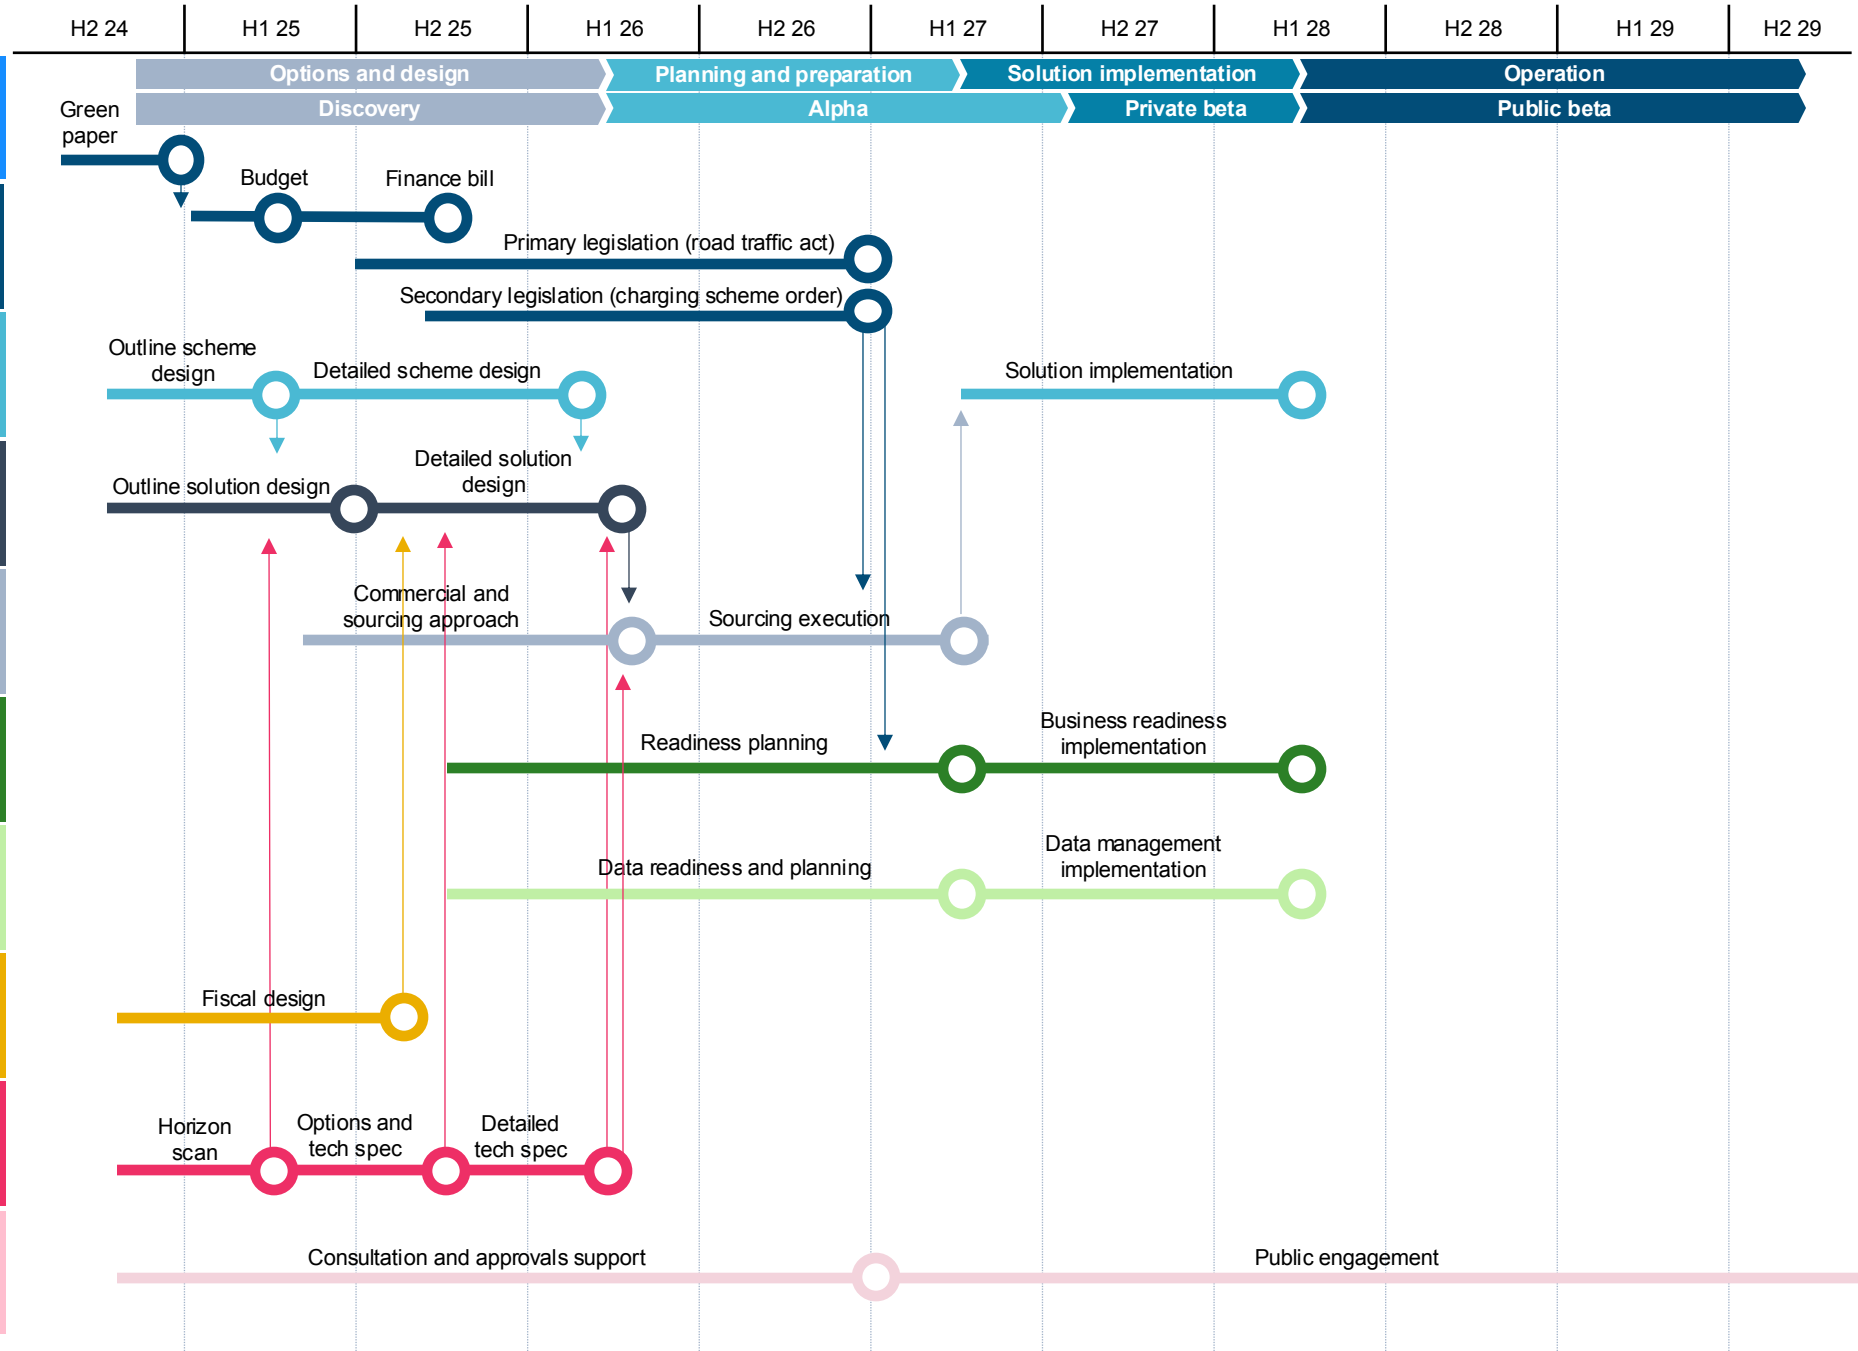 H2 24 H1 25 H2 25 H1 26 H2 26 H1 27 H2 27 H1 28 H2 28 H1 29 H2 29
Options and design Planning and preparation Solution implementation Operation
Discovery Alpha Private beta Public beta
Green
paper
Budget Finance bill
Primary legislation (road traffic act)
Secondary legislation (charging scheme order)
Outline scheme
design
Detailed scheme design
Solution implementation
Outline solution design
Detailed solution
design
Commercial and
sourcing approach
Sourcing execution
Readiness planning
Business readiness
implementation
Data readiness and planning
Data management
implementation
Fiscal design
Horizon
scan
Options and
tech spec
Detailed
tech spec
Consultation and approvals support
Public engagement